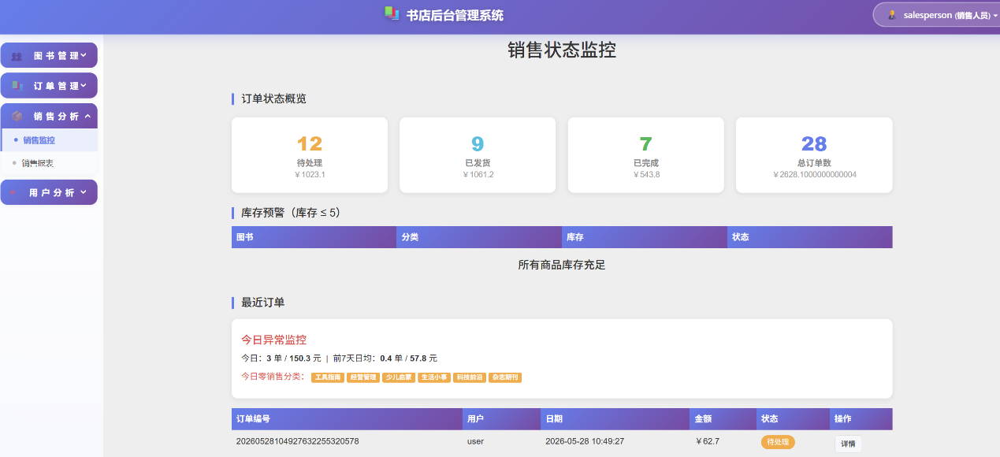 书店后台管理系统
salesperson (销售人员)
图书管理
订单管理
销售分析
销售监控
销售报表
用户分析
销售状态监控
订单状态概览
12
待处理
￥1023.1
9
已发货
￥1061.2
7
已完成
￥543.8
28
总订单数
￥2628.1000000000004
库存预警（库存 ≤ 5）
图书 分类 库存 状态
所有商品库存充足
最近订单
今日异常监控
今日：3 单 / 150.3 元 | 前7天日均：0.4 单 / 57.8 元
今日零销售分类： 工具指南 经营管理 少儿启蒙 生活小事 科技前沿 杂志期刊
订单编号 用户 日期 金额 状态 操作
20260528104927632255320578 user 2026-05-28 10:49:27 ￥62.7 待处理 详情